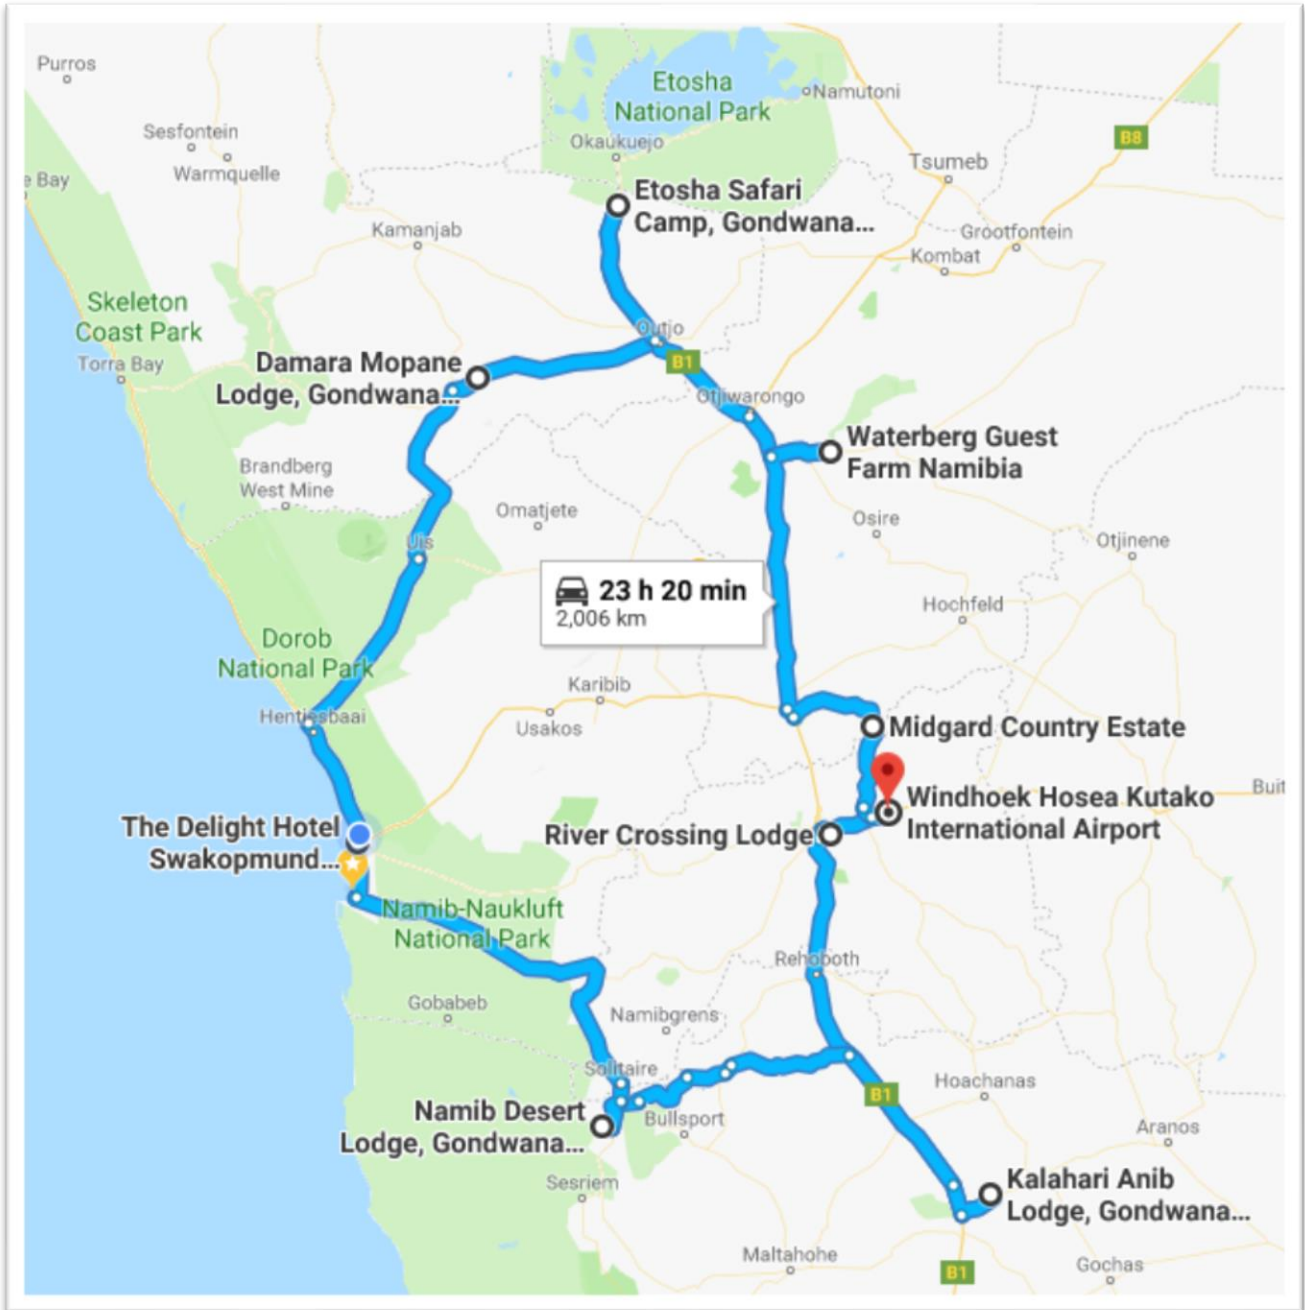 Purros
Etosha
National Park
Namutoni
B8
Sesfontein
Okaukuejo
Warmquelle
Tsumeb
e Bay
Etosha Safari
Camp, Gondwana...
Kamanjab
Grootfontein
Kombat
Skeleton
Coast Park
Outjo
Torra Bay
Damara Mopane
Lodge, Gondwana...
B1
Otjiwarongo
Waterberg Guest
Farm Namibia
Brandberg
West Mine
Omatjete
Osire
Otjinene
Uis
23 h 20 min
2,006 km
Hochfeld
Dorob
National Park
Karibib
Hentiesbaai
Usakos
Midgard Country Estate
Buit
Windhoek Hosea Kutako
International Airport
The Delight Hotel
Swakopmund...
River Crossing Lodge
Namib-Naukluft
National Park
Rehoboth
Gobabeb
Namibgrens
Solitaire
Hoachanas
B1
Namib Desert
Lodge, Gondwana...
Bullsport
Aranos
Sesriem
Kalahari Anib
Lodge, Gondwana...
Maltahohe
B1
Gochas